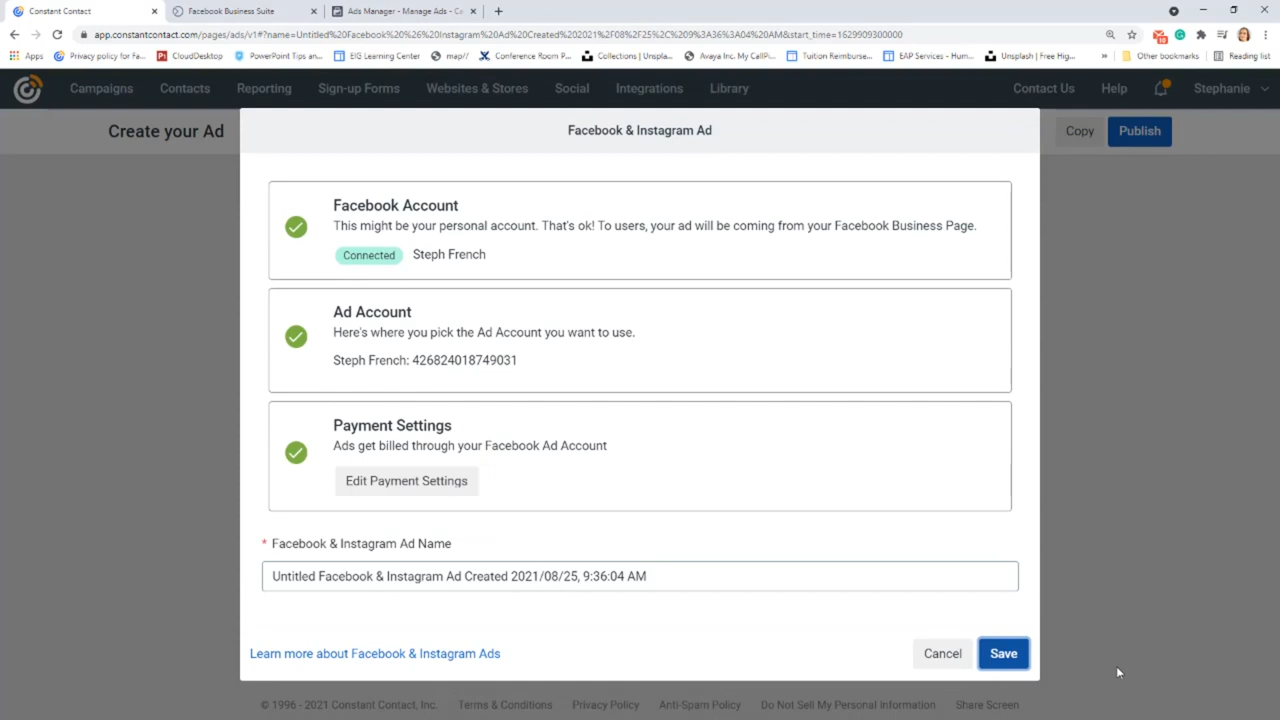 Constant Contact
Facebook Business Suite
Ads Manager - Manage Ads - Ca
app.constantcontact.com/pages/ads/v1#?name=Untitled%20Facebook%20%26%20Instagram%20Ad%20Created%202021%2F08%2F25%2C%209%3A36%3A04%20AM&start_time=1629909300000
Apps
Privacy policy for Fa...
CloudDesktop
PowerPoint Tips an...
EIG Learning Center
map//
Conference Room P...
Collections | Unspla...
Avaya Inc. My CallPi...
Tuition Reimburse...
EAP Services - Hum...
Unsplash | Free Hig...
»
Other bookmarks
Reading list
Campaigns
Contacts
Reporting
Sign-up Forms
Websites & Stores
Social
Integrations
Library
Contact Us
Help
Stephanie
Create your Ad
Facebook & Instagram Ad
Copy
Publish
Facebook Account
This might be your personal account. That's ok! To users, your ad will be coming from your Facebook Business Page.
Connected
Steph French
Ad Account
Here's where you pick the Ad Account you want to use.
Steph French: 426824018749031
Payment Settings
Ads get billed through your Facebook Ad Account
Edit Payment Settings
* Facebook & Instagram Ad Name
Untitled Facebook & Instagram Ad Created 2021/08/25, 9:36:04 AM
Learn more about Facebook & Instagram Ads
Cancel
Save
© 1996 - 2021 Constant Contact, Inc.
Terms & Conditions
Privacy Policy
Anti-Spam Policy
Do Not Sell My Personal Information
Share Screen